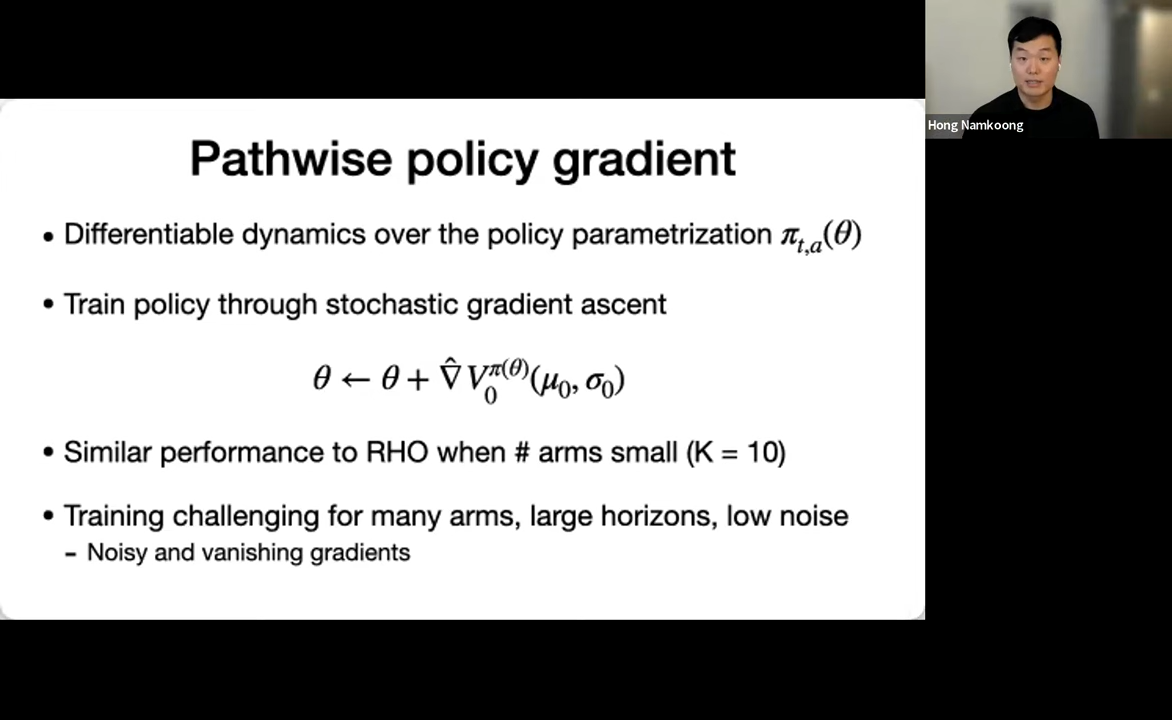 Pathwise policy gradient
• Differentiable dynamics over the policy parametrization π_{t,a}(θ)
• Train policy through stochastic gradient ascent
θ ← θ + ∇̂ V_0^{π(θ)}(μ_0, σ_0)
• Similar performance to RHO when # arms small (K = 10)
• Training challenging for many arms, large horizons, low noise
– Noisy and vanishing gradients
Hong Namkoong